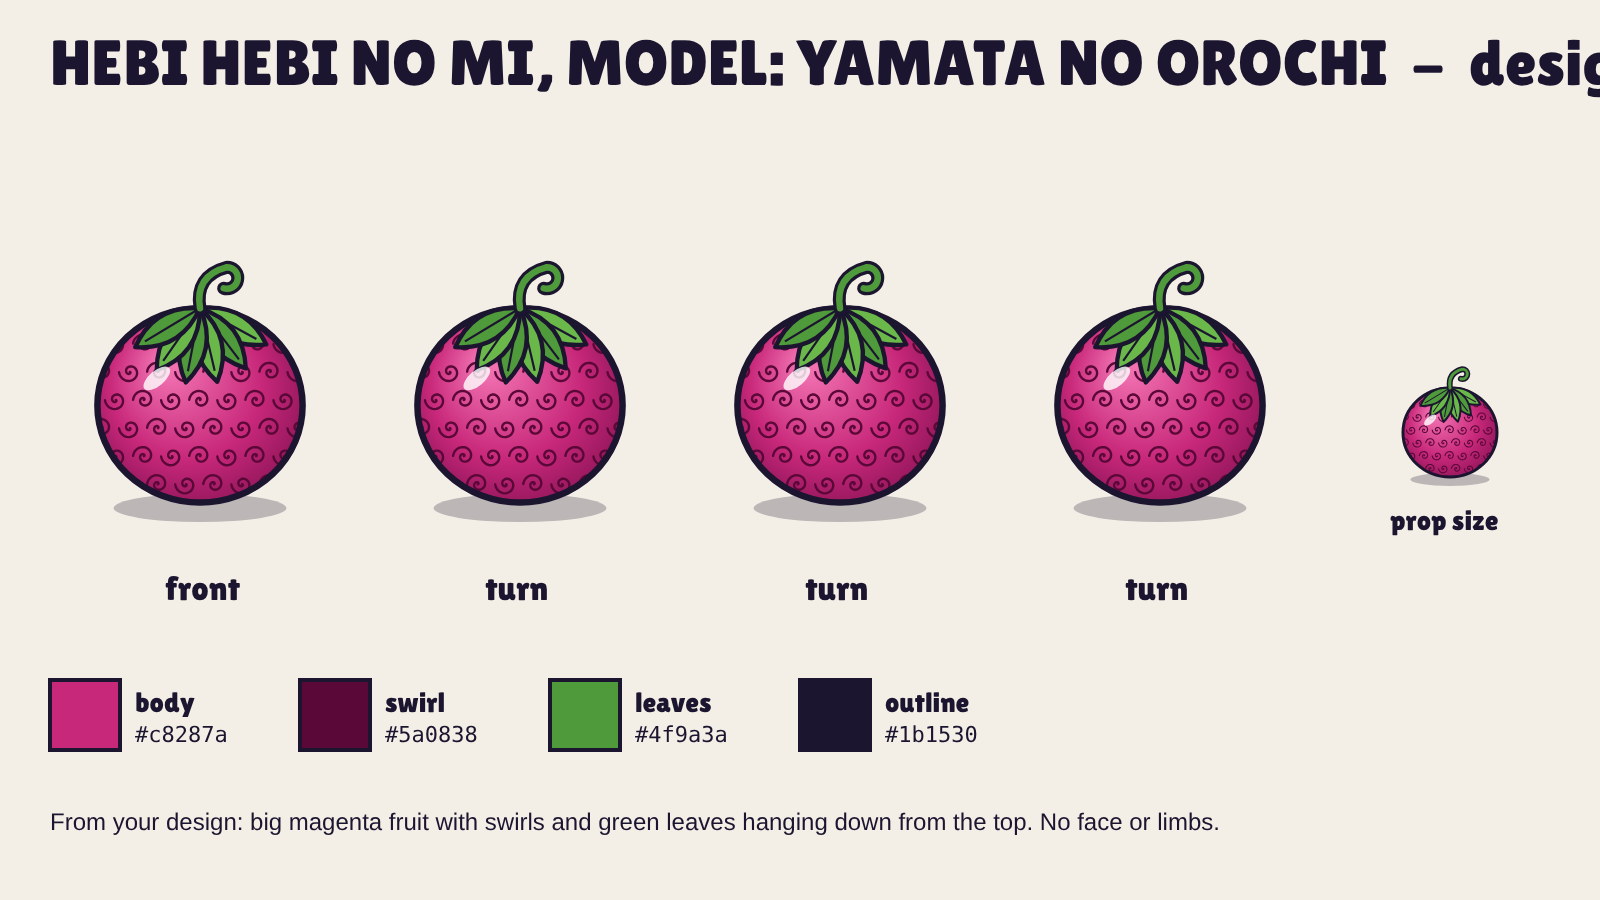 HEBI HEBI NO MI, MODEL: YAMATA NO OROCHI – desig
front
turn
turn
turn
prop size
body
#c8287a
swirl
#5a0838
leaves
#4f9a3a
outline
#1b1530
From your design: big magenta fruit with swirls and green leaves hanging down from the top. No face or limbs.